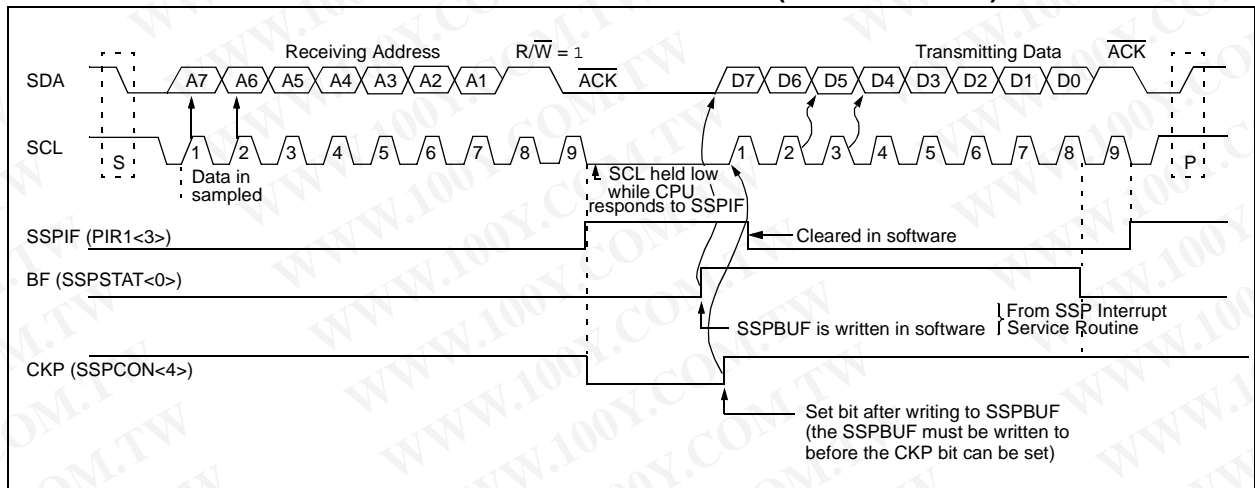 Receiving Address R/W = 1 Transmitting Data ACK
SDA A7 A6 A5 A4 A3 A2 A1 ACK D7 D6 D5 D4 D3 D2 D1 D0
SCL S 1 2 3 4 5 6 7 8 9 1 2 3 4 5 6 7 8 9 P
Data in
sampled
SCL held low
while CPU
responds to SSPIF
SSPIF (PIR1<3>)
Cleared in software
BF (SSPSTAT<0>)
SSPBUF is written in software
From SSP Interrupt
Service Routine
CKP (SSPCON<4>)
Set bit after writing to SSPBUF
(the SSPBUF must be written to
before the CKP bit can be set)
WWW.100Y.COM.TW